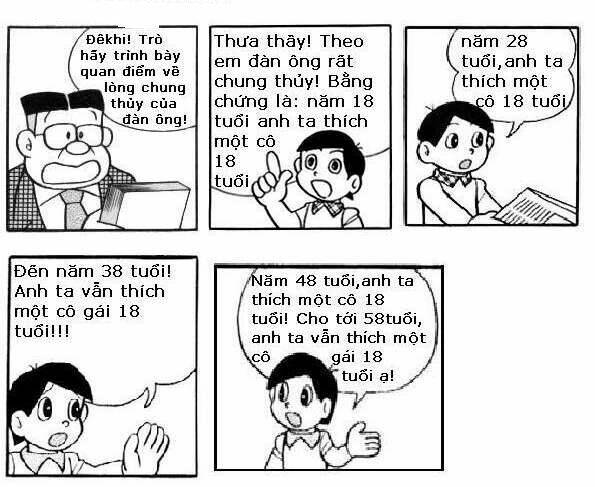 Đêkhi! Trò
hãy trình bày
quan điểm về
lòng chung
thủy của
đàn ông!
Thưa thầy! Theo
em đàn ông rất
chung thủy! Bằng
chứng là: năm 18
tuổi anh ta thích
một cô
18
tuổi
năm 28
tuổi,anh ta
thích một
cô 18 tuổi
Đến năm 38 tuổi!
Anh ta vẫn thích
một cô gái 18
tuổi!!!
Năm 48 tuổi,anh ta
thích một cô 18
tuổi! Cho tới 58tuổi,
anh ta vẫn thích một
cô gái 18
tuổi ạ!